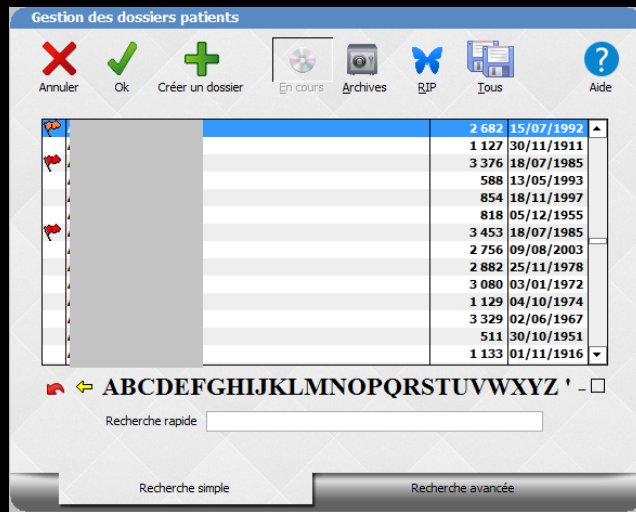 Gestion des dossiers patients
Annuler Ok Créer un dossier En cours Archives RIP Tous Aide
2 682 15/07/1992
1 127 30/11/1911
3 376 18/07/1985
588 13/05/1993
854 18/11/1997
818 05/12/1955
3 453 18/07/1985
2 756 09/08/2003
2 882 25/11/1978
3 080 03/01/1972
1 129 04/10/1974
3 329 02/06/1967
511 30/10/1951
1 133 01/11/1916
ABCDEFGHIJKLMNOPQRSTUVWXYZ ' -
Recherche rapide
Recherche simple Recherche avancée